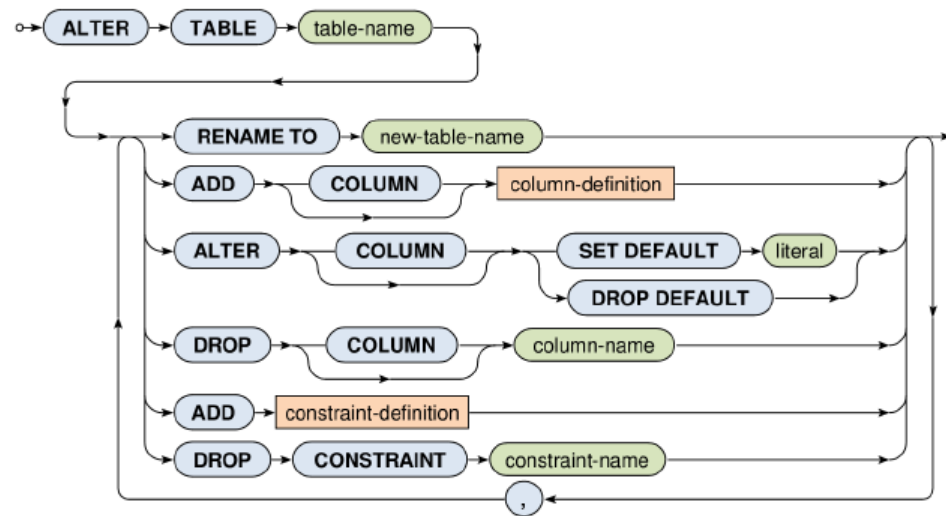 ALTER TABLE table-name
RENAME TO new-table-name
ADD COLUMN column-definition
ALTER COLUMN SET DEFAULT literal
DROP DEFAULT
DROP COLUMN column-name
ADD constraint-definition
DROP CONSTRAINT constraint-name
,